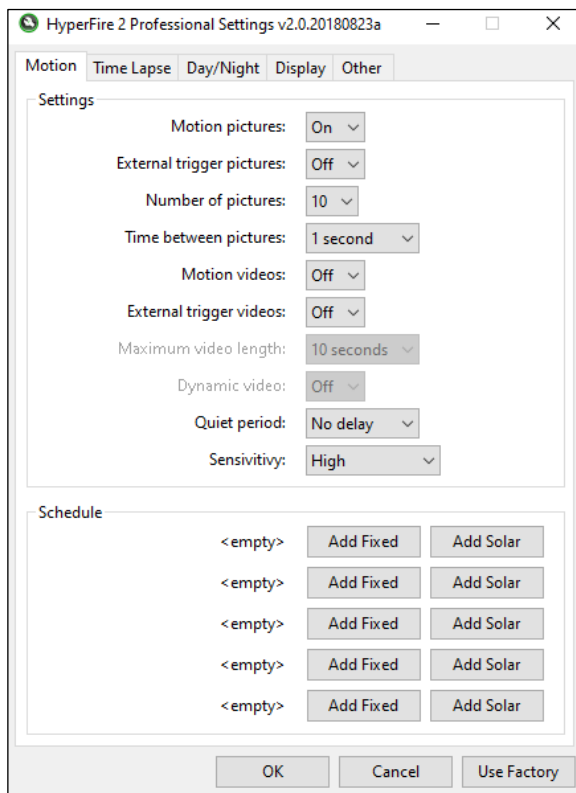 HyperFire 2 Professional Settings v2.0.20180823a
Motion Time Lapse Day/Night Display Other
Settings
Motion pictures: On
External trigger pictures: Off
Number of pictures: 10
Time between pictures: 1 second
Motion videos: Off
External trigger videos: Off
Maximum video length: 10 seconds
Dynamic video: Off
Quiet period: No delay
Sensivitivy: High
Schedule
<empty> Add Fixed Add Solar
<empty> Add Fixed Add Solar
<empty> Add Fixed Add Solar
<empty> Add Fixed Add Solar
<empty> Add Fixed Add Solar
OK Cancel Use Factory